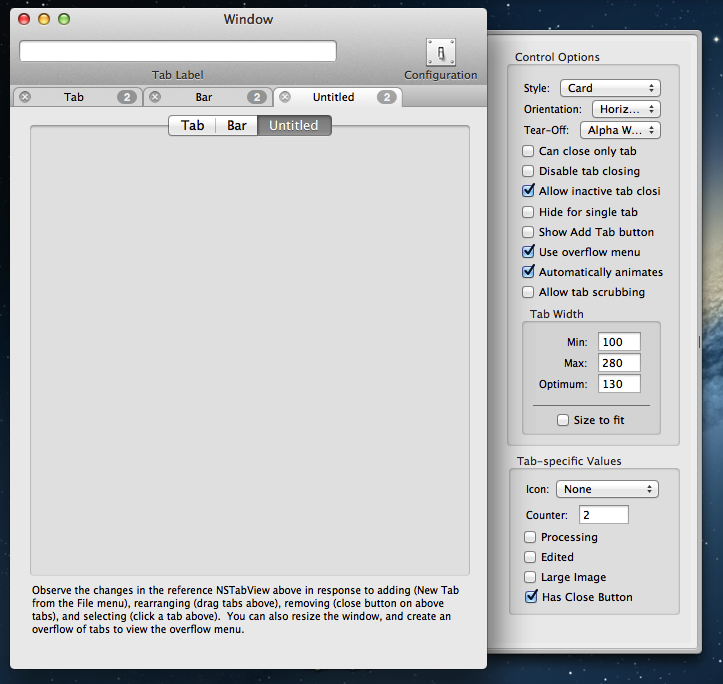 Window
Tab Label
Configuration
Tab 2 Bar 2 Untitled 2
Tab Bar Untitled
Observe the changes in the reference NSTabView above in response to adding (New Tab
from the File menu), rearranging (drag tabs above), removing (close button on above
tabs), and selecting (click a tab above).  You can also resize the window, and create an
overflow of tabs to view the overflow menu.
Control Options
Style: Card
Orientation: Horiz...
Tear-Off: Alpha W...
Can close only tab
Disable tab closing
Allow inactive tab closi
Hide for single tab
Show Add Tab button
Use overflow menu
Automatically animates
Allow tab scrubbing
Tab Width
Min: 100
Max: 280
Optimum: 130
Size to fit
Tab-specific Values
Icon: None
Counter: 2
Processing
Edited
Large Image
Has Close Button